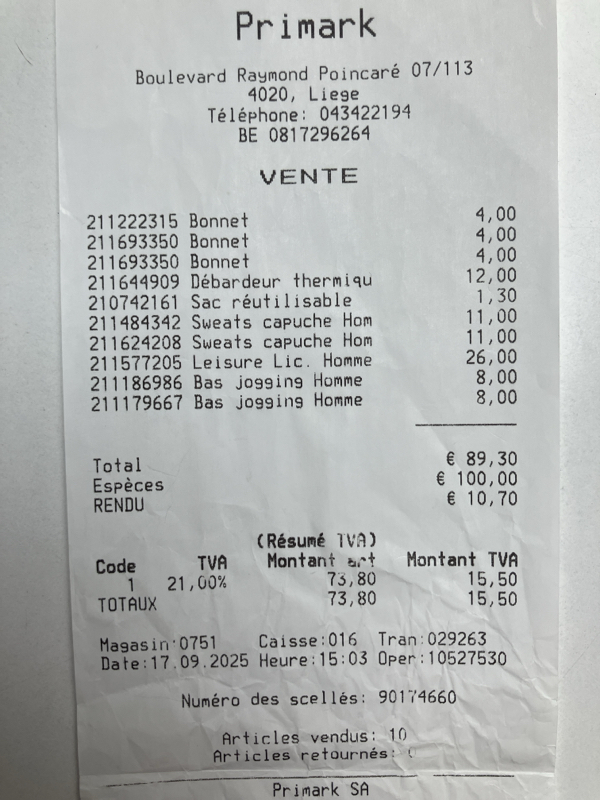 Primark
Boulevard Raymond Poincaré 07/113
4020, Liege
Téléphone: 043422194
BE 0817296264
VENTE
211222315 Bonnet 4,00
211693350 Bonnet 4,00
211693350 Bonnet 4,00
211644909 Débardeur thermiqu 12,00
210742161 Sac réutilisable 1,30
211484342 Sweats capuche Hom 11,00
211624208 Sweats capuche Hom 11,00
211577205 Leisure Lic. Homme 26,00
211186986 Bas jogging Homme 8,00
211179667 Bas jogging Homme 8,00
Total € 89,30
Espèces € 100,00
RENDU € 10,70
(Résumé TVA)
Code TVA Montant Montant TVA
1 21,00% 73,80 15,50
TOTAUX 73,80 15,50
Magasin:0751 Caisse:016 Tran:029263
Date:17.09.2025 Heure:15:03 Oper:10527530
Numéro des scellés: 90174660
Articles vendus: 10
Articles retournés:
Primark SA